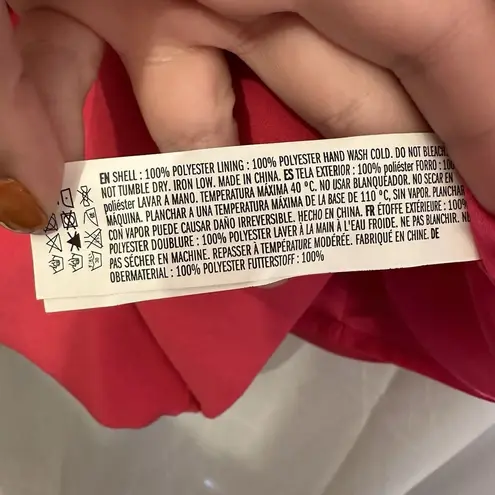 EN SHELL : 100% POLYESTER LINING : 100% POLYESTER HAND WASH COLD. DO NOT BLEACH.
NOT TUMBLE DRY. IRON LOW. MADE IN CHINA. ES TELA EXTERIOR : 100% poliéster FORRO : 100
poliéster LAVAR A MANO. TEMPERATURA MÁXIMA 40 °C. NO USAR BLANQUEADOR. NO SECAR EN
MÁQUINA. PLANCHAR A UNA TEMPERATURA MÁXIMA DE LA BASE DE 110 °C, SIN VAPOR. PLANCHAR
CON VAPOR PUEDE CAUSAR DAÑO IRREVERSIBLE. HECHO EN CHINA. FR ÉTOFFE EXTÉRIEURE : 100%
POLYESTER DOUBLURE : 100% POLYESTER LAVER À LA MAIN À L'EAU FROIDE. NE PAS BLANCHIR. NE
PAS SÉCHER EN MACHINE. REPASSER À TEMPÉRATURE MODÉRÉE. FABRIQUÉ EN CHINE. DE
OBERMATERIAL : 100% POLYESTER FUTTERSTOFF : 100%